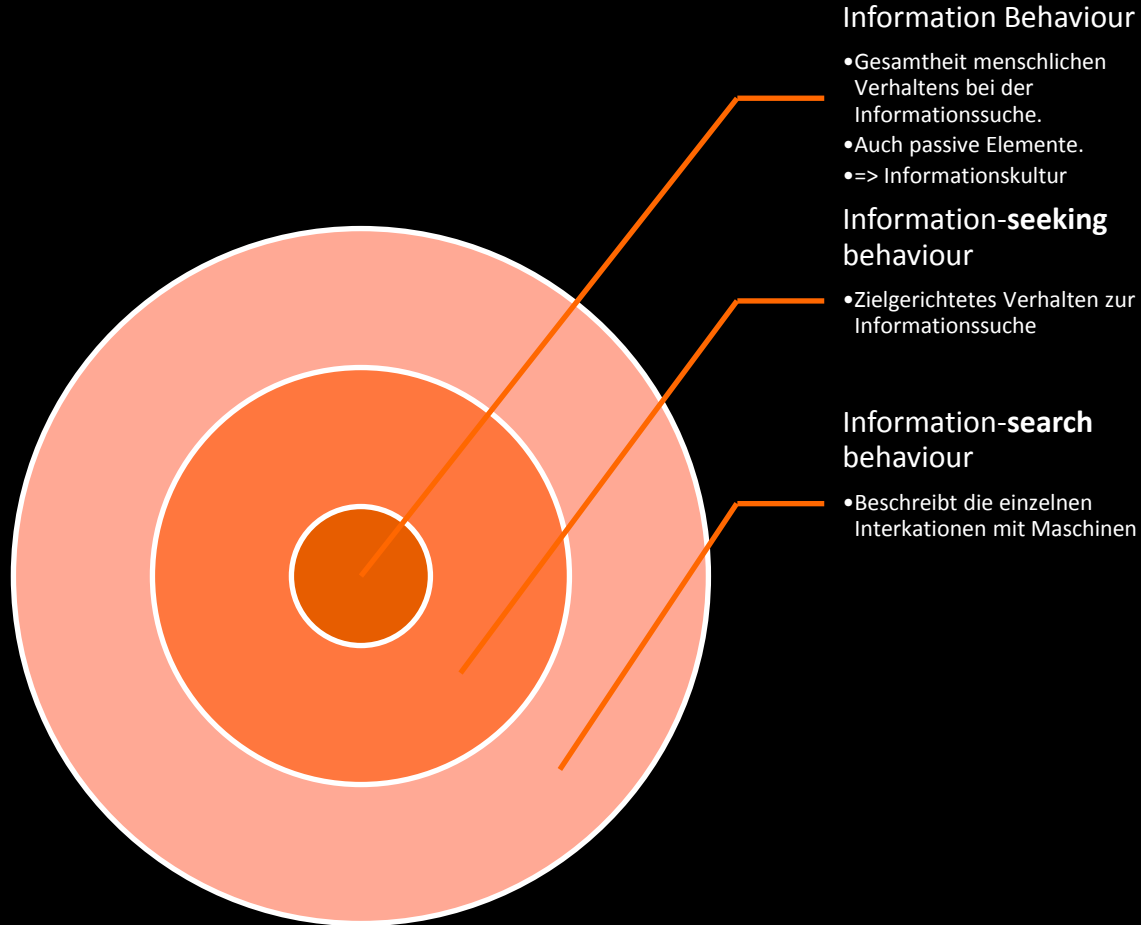 Information Behaviour
•Gesamtheit menschlichen
Verhaltens bei der
Informationssuche.
•Auch passive Elemente.
•=> Informationskultur
Information-seeking
behaviour
•Zielgerichtetes Verhalten zur
Informationssuche
Information-search
behaviour
•Beschreibt die einzelnen
Interkationen mit Maschinen